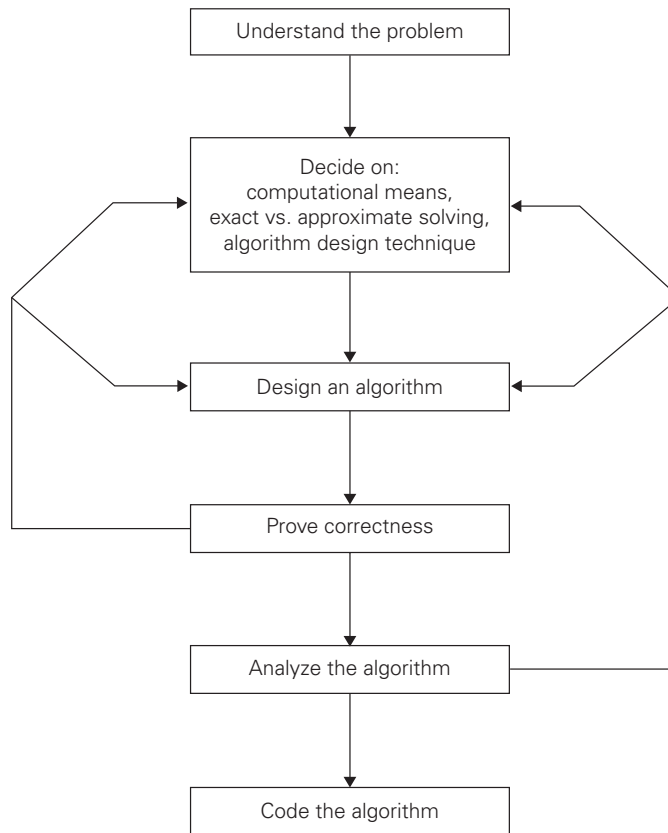 Understand the problem
Decide on:
computational means,
exact vs. approximate solving,
algorithm design technique
Design an algorithm
Prove correctness
Analyze the algorithm
Code the algorithm